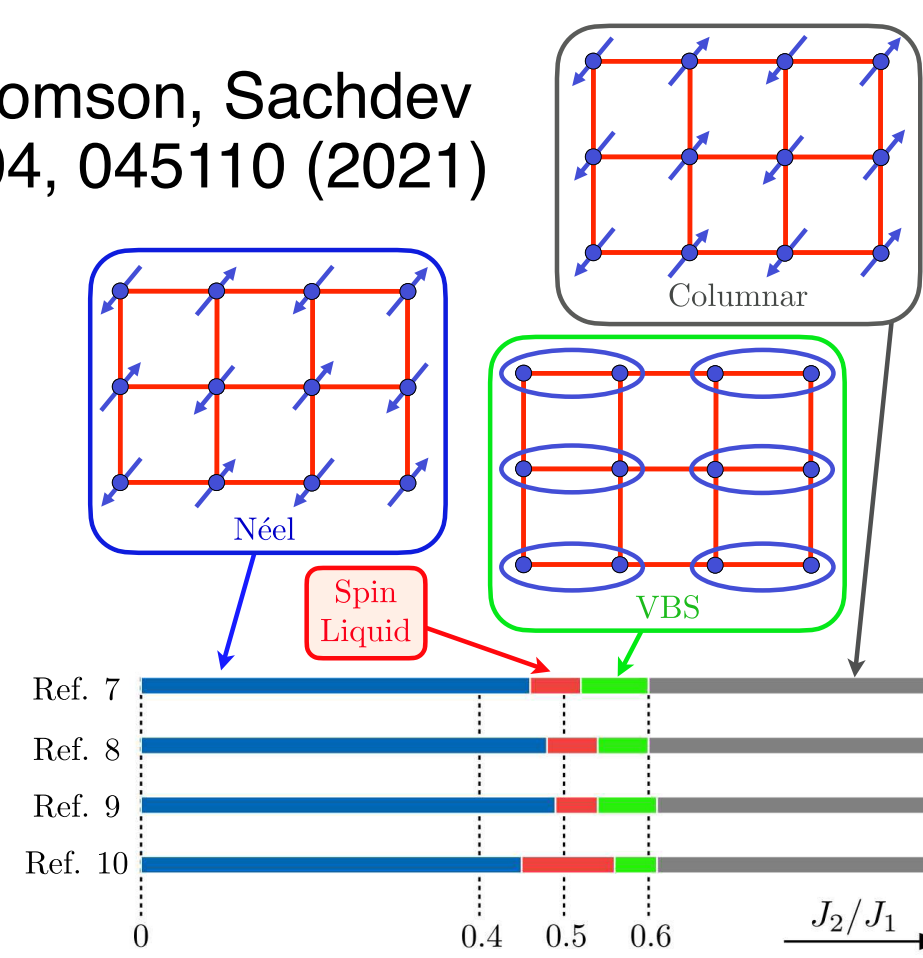 omson, Sachdev
4, 045110 (2021)
Columnar
Néel
VBS
Spin
Liquid
Ref. 7
Ref. 8
Ref. 9
Ref. 10
0
0.4
0.5
0.6
J₂/J₁